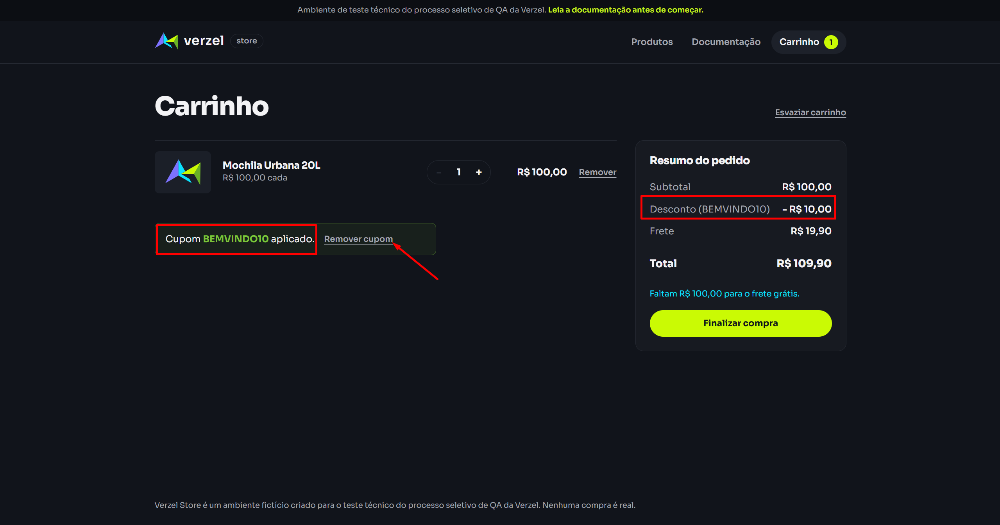 Ambiente de teste técnico do processo seletivo de QA da Verzel. Leia a documentação antes de começar.
verzel store
Produtos Documentação Carrinho 1
Carrinho
Esvaziar carrinho
Mochila Urbana 20L
R$ 100,00 cada
- 1 + R$ 100,00 Remover
Cupom BEMVINDO10 aplicado. Remover cupom
Resumo do pedido
Subtotal R$ 100,00
Desconto (BEMVINDO10) - R$ 10,00
Frete R$ 19,90
Total R$ 109,90
Faltam R$ 100,00 para o frete grátis.
Finalizar compra
Verzel Store é um ambiente fictício criado para o teste técnico do processo seletivo de QA da Verzel. Nenhuma compra é real.